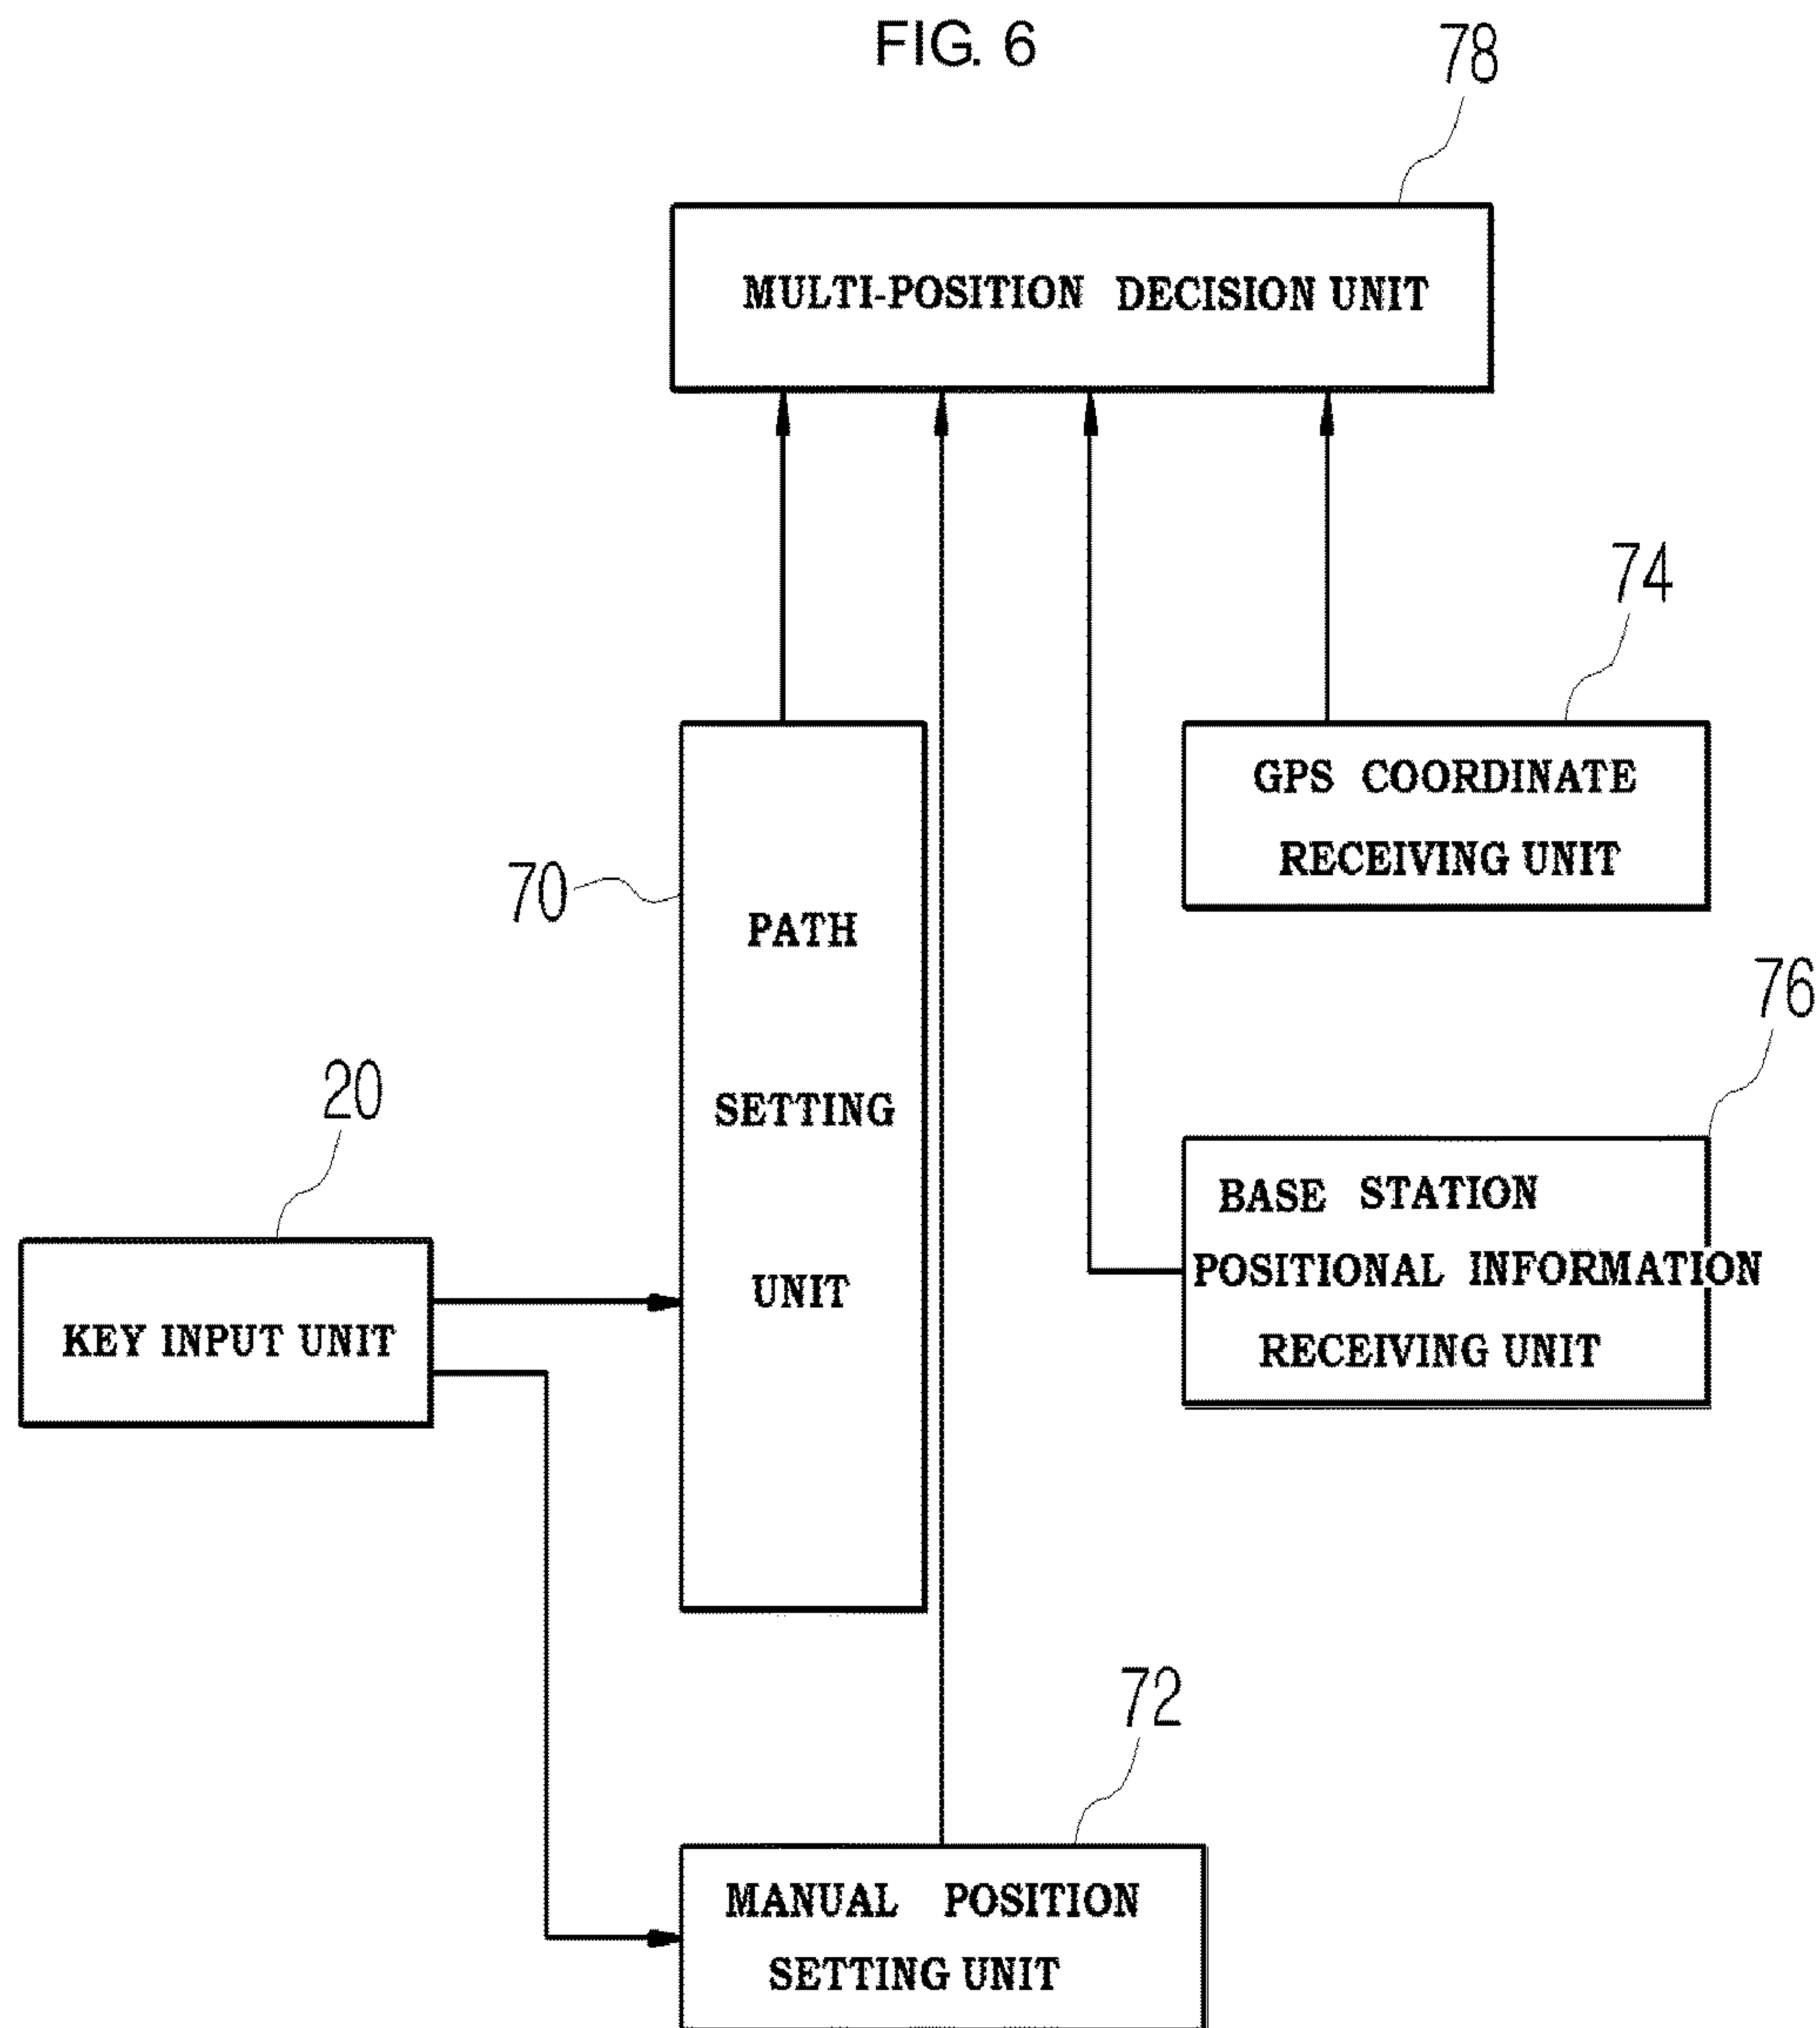 FIG. 6
78
MULTI-POSITION DECISION UNIT
74
GPS COORDINATE
RECEIVING UNIT
70
PATH
SETTING
UNIT
76
BASE STATION
POSITIONAL INFORMATION
RECEIVING UNIT
20
KEY INPUT UNIT
72
MANUAL POSITION
SETTING UNIT